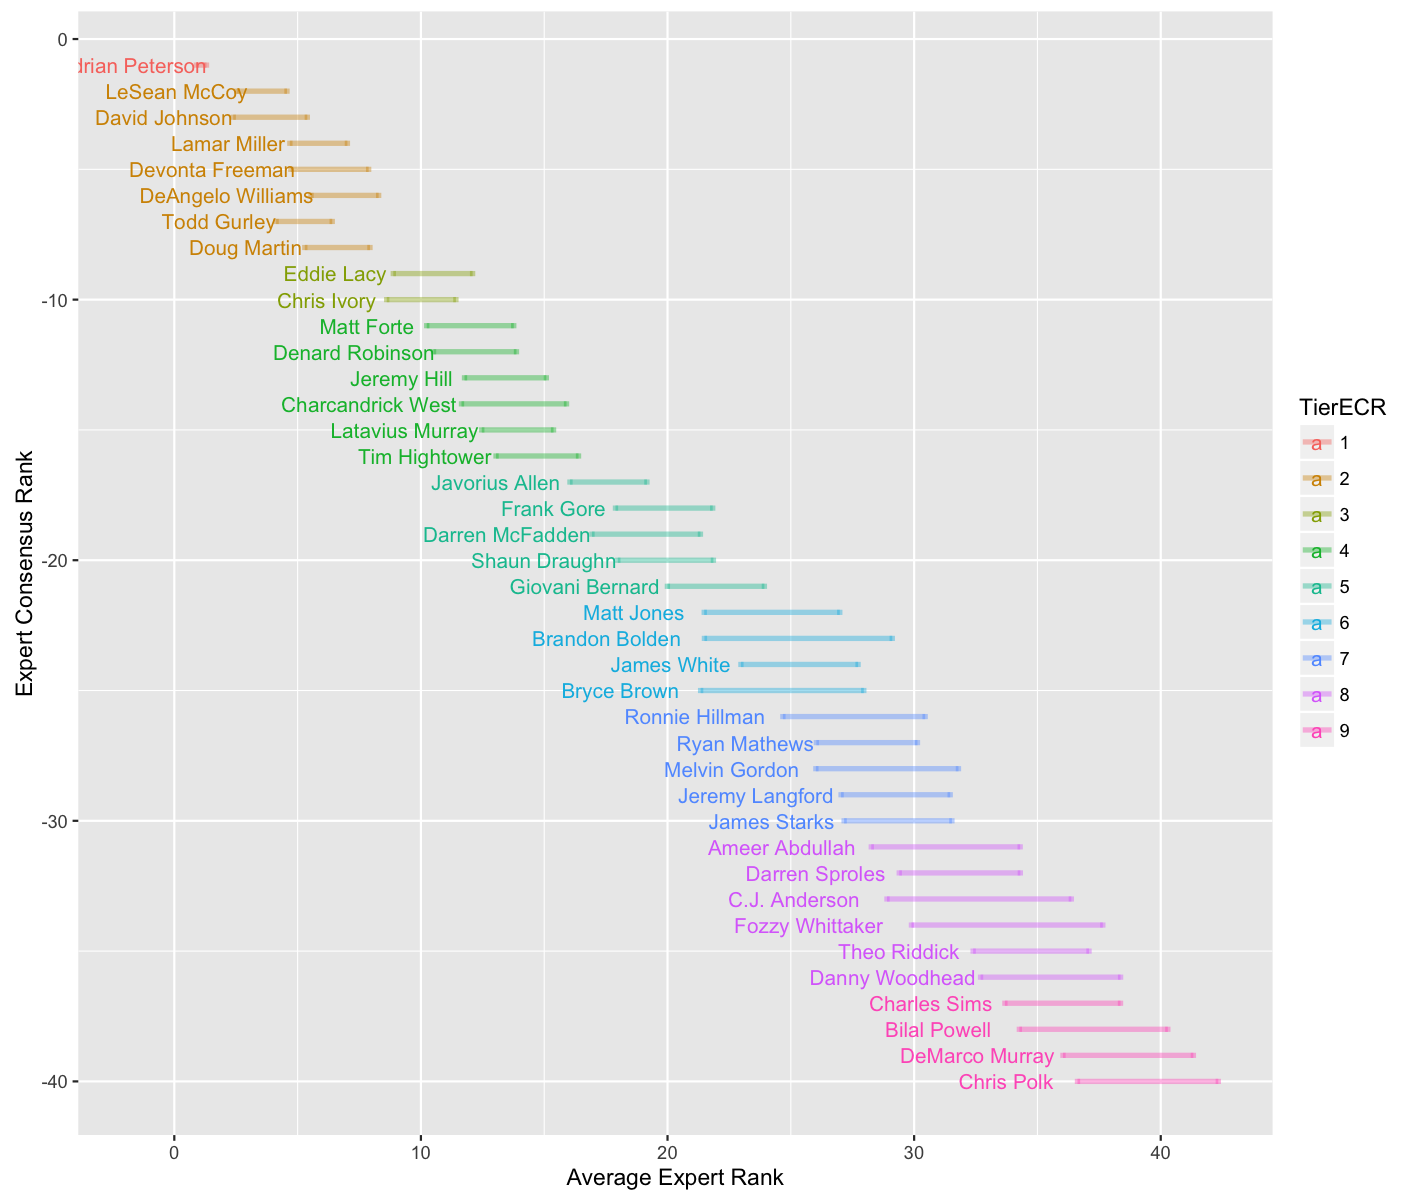 0
drian Peterson
LeSean McCoy
David Johnson
Lamar Miller
Devonta Freeman
DeAngelo Williams
Todd Gurley
Doug Martin
Eddie Lacy
-10
Chris Ivory
Matt Forte
Denard Robinson
Jeremy Hill
Charcandrick West
Latavius Murray
Tim Hightower
Javorius Allen
Frank Gore
Darren McFadden
-20
Shaun Draughn
Giovani Bernard
Matt Jones
Brandon Bolden
James White
Bryce Brown
Ronnie Hillman
Ryan Mathews
Melvin Gordon
Jeremy Langford
-30
James Starks
Ameer Abdullah
Darren Sproles
C.J. Anderson
Fozzy Whittaker
Theo Riddick
Danny Woodhead
Charles Sims
Bilal Powell
DeMarco Murray
-40
Chris Polk
0 10 20 30 40
Average Expert Rank
Expert Consensus Rank
TierECR
a 1
a 2
a 3
a 4
a 5
a 6
a 7
a 8
a 9